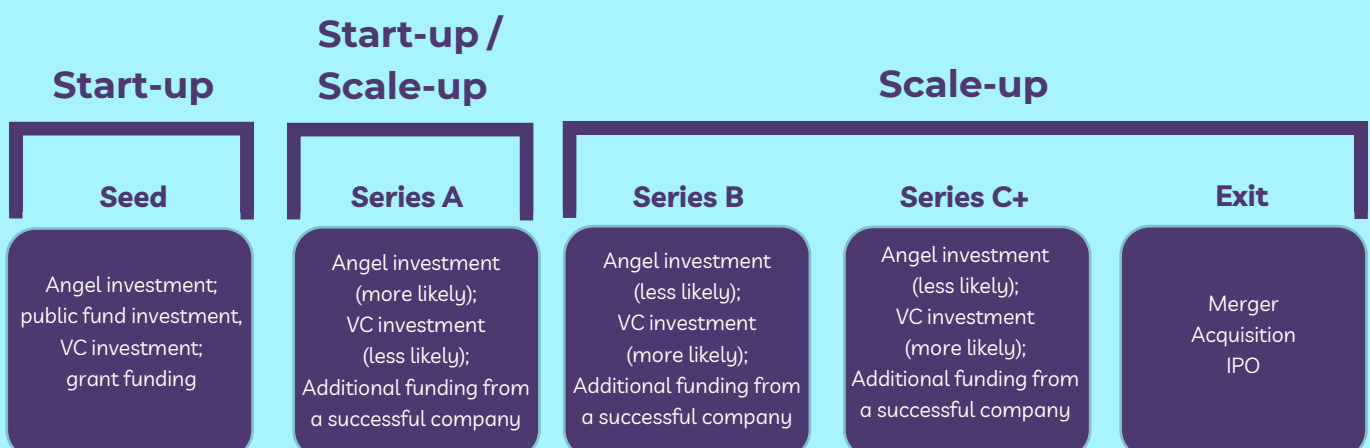 Start-up
Start-up /
Scale-up
Scale-up
Seed
Series A
Series B
Series C+
Exit
Angel investment;
public fund investment,
VC investment;
grant funding
Angel investment
(more likely);
VC investment
(less likely);
Additional funding from
a successful company
Angel investment
(less likely);
VC investment
(more likely);
Additional funding from
a successful company
Angel investment
(less likely);
VC investment
(more likely);
Additional funding from
a successful company
Merger
Acquisition
IPO